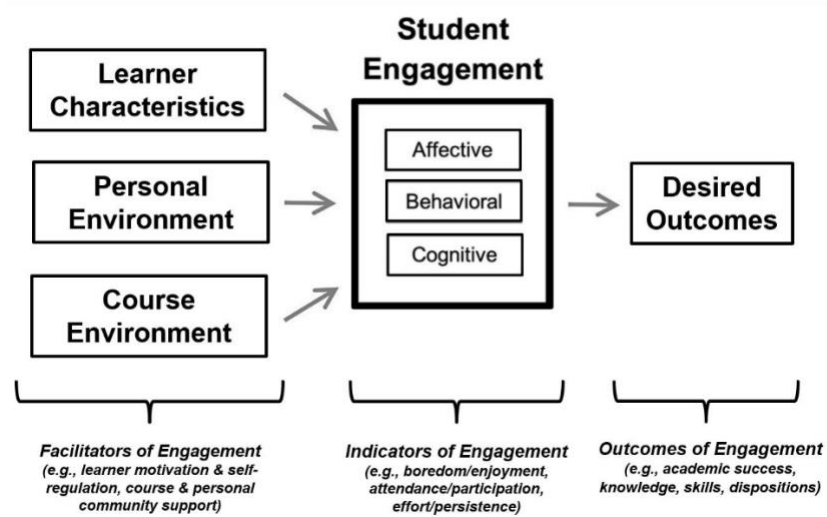 Student
Engagement
Learner
Characteristics
Personal
Environment
Course
Environment
Affective
Behavioral
Cognitive
Desired
Outcomes
Facilitators of Engagement
(e.g., learner motivation & self-
regulation, course & personal
community support)
Indicators of Engagement
(e.g., boredom/enjoyment,
attendance/participation,
effort/persistence)
Outcomes of Engagement
(e.g., academic success,
knowledge, skills, dispositions)